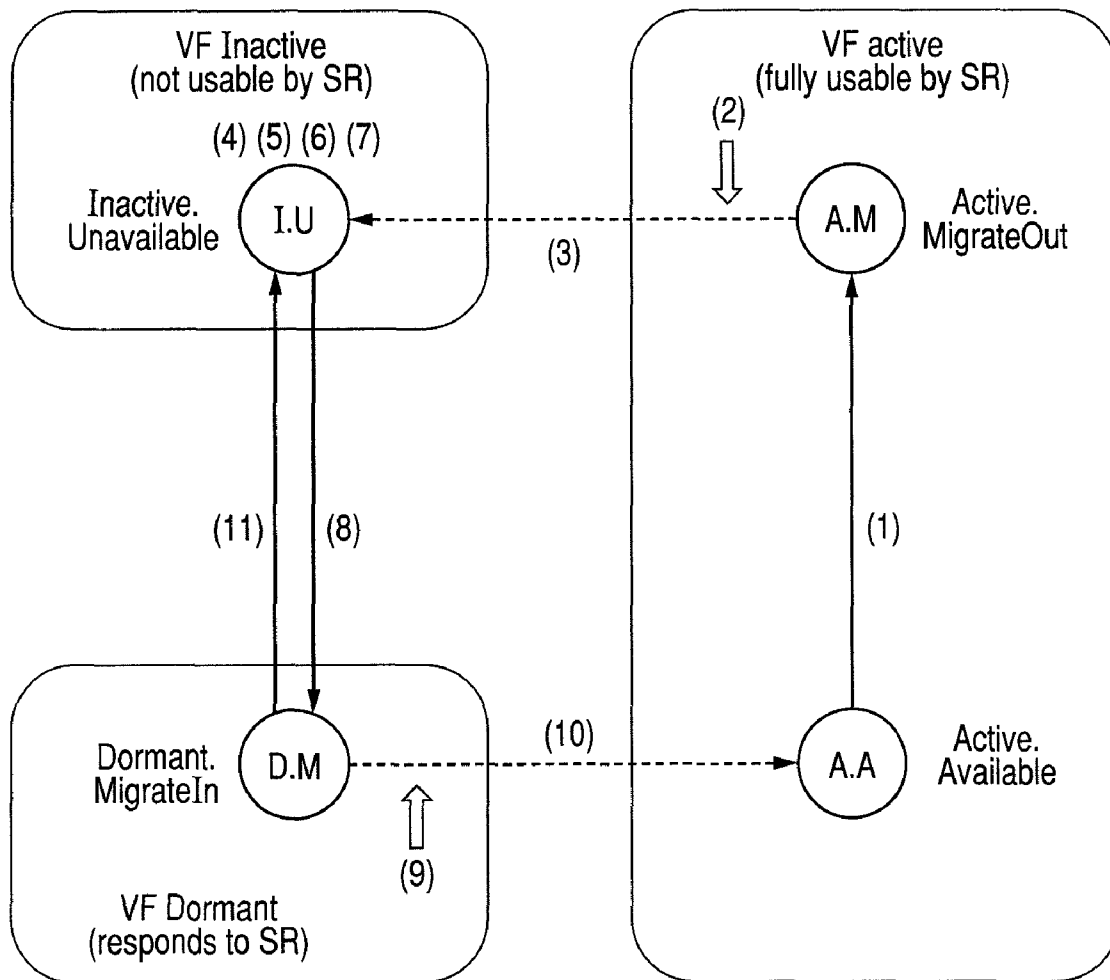 VF Inactive
(not usable by SR)
(4) (5) (6) (7)
Inactive.
Unavailable
I.U
VF active
(fully usable by SR)
(2)
A.M
Active.
MigrateOut
(3)
(11)
(8)
(1)
Dormant.
MigrateIn
D.M
(10)
(9)
A.A
Active.
Available
VF Dormant
(responds to SR)